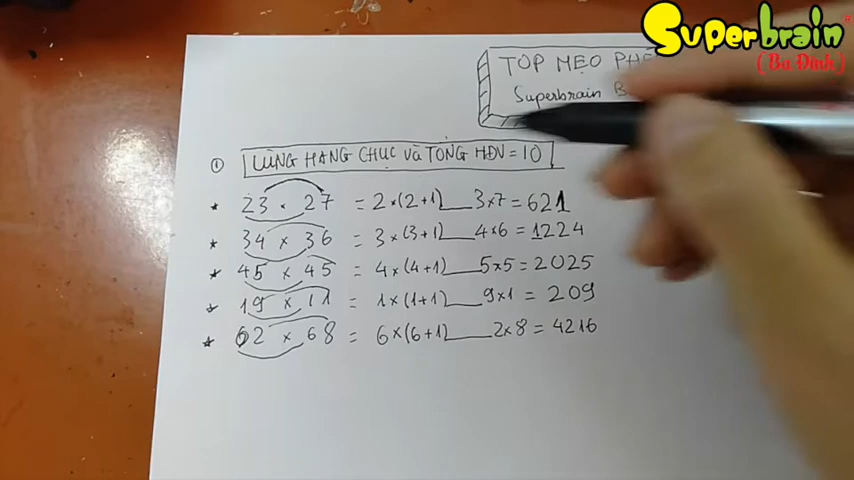 Superbrain
(Ba Đình)
TOP MẸO
Superbrain
① CÙNG HÀNG CHỤC và TỔNG HĐV = 10
* 23 × 27 = 2×(2+1)___3×7 = 621
* 34 × 36 = 3×(3+1)___4×6 = 1224
* 45 × 45 = 4×(4+1)___5×5 = 2025
* 19 × 11 = 1×(1+1)___9×1 = 209
* 62 × 68 = 6×(6+1)___2×8 = 4216